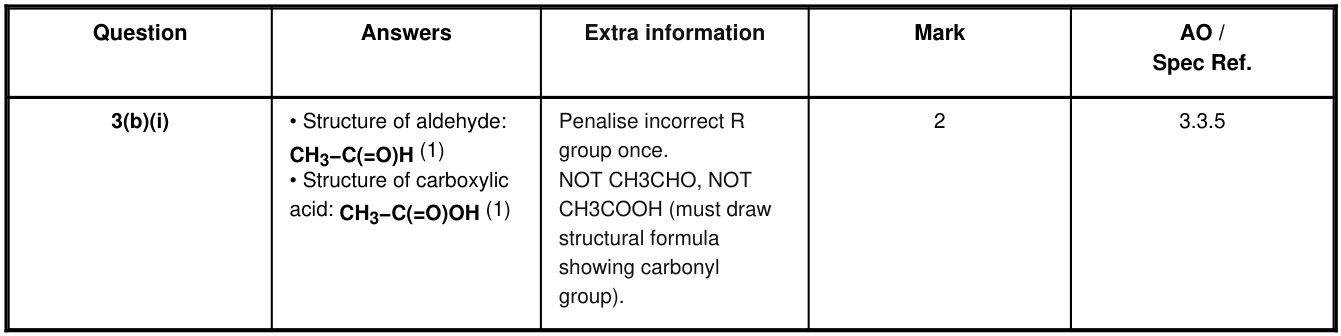 Question
Answers
Extra information
Mark
AO /
Spec Ref.
3(b)(i)
• Structure of aldehyde:
CH₃–C(=O)H (1)
• Structure of carboxylic
acid: CH₃–C(=O)OH (1)
Penalise incorrect R
group once.
NOT CH3CHO, NOT
CH3COOH (must draw
structural formula
showing carbonyl
group).
2
3.3.5